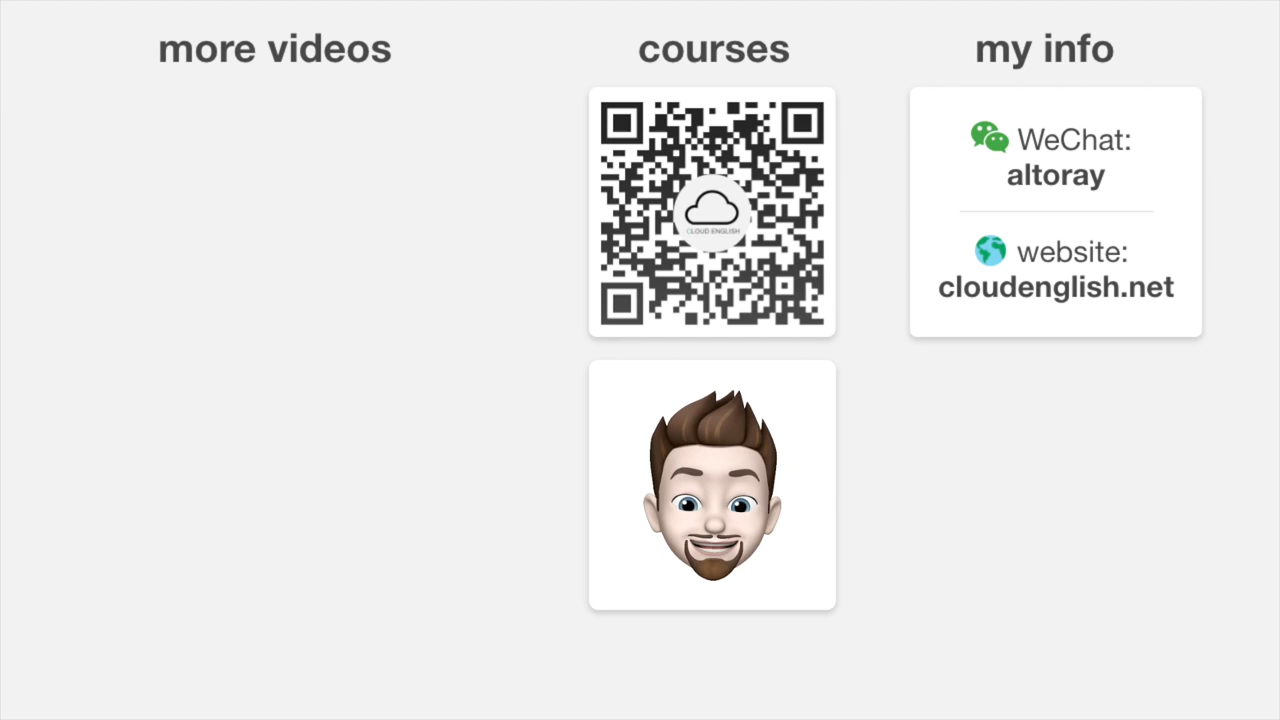 more videos
courses
my info
CLOUD ENGLISH
WeChat:
altoray
website:
cloudenglish.net